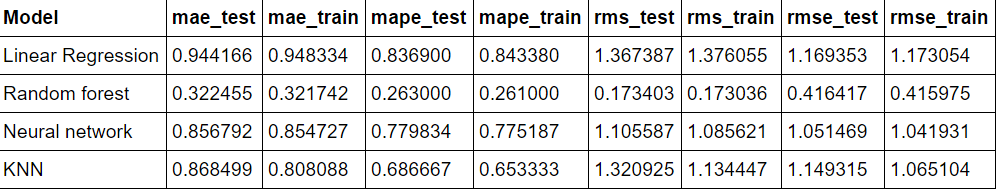 Model mae_test mae_train mape_test mape_train rms_test rms_train rmse_test rmse_train
Linear Regression 0.944166 0.948334 0.836900 0.843380 1.367387 1.376055 1.169353 1.173054
Random forest 0.322455 0.321742 0.263000 0.261000 0.173403 0.173036 0.416417 0.415975
Neural network 0.856792 0.854727 0.779834 0.775187 1.105587 1.085621 1.051469 1.041931
KNN 0.868499 0.808088 0.686667 0.653333 1.320925 1.134447 1.149315 1.065104